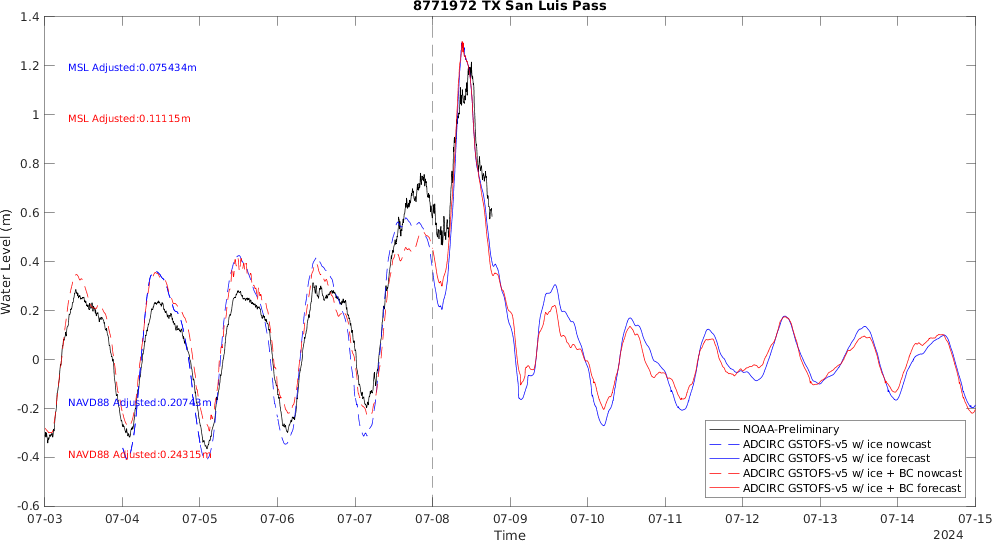 8771972 TX San Luis Pass
1.4
1.2
1
0.8
0.6
0.4
0.2
0
-0.2
-0.4
-0.6
Water Level (m)
MSL Adjusted:0.075434m
MSL Adjusted:0.11115m
NAVD88 Adjusted:0.20743m
NAVD88 Adjusted:0.24315m
NOAA-Preliminary
ADCIRC GSTOFS-v5 w/ ice nowcast
ADCIRC GSTOFS-v5 w/ ice forecast
ADCIRC GSTOFS-v5 w/ ice + BC nowcast
ADCIRC GSTOFS-v5 w/ ice + BC forecast
07-03 07-04 07-05 07-06 07-07 07-08 07-09 07-10 07-11 07-12 07-13 07-14 07-15
Time
2024